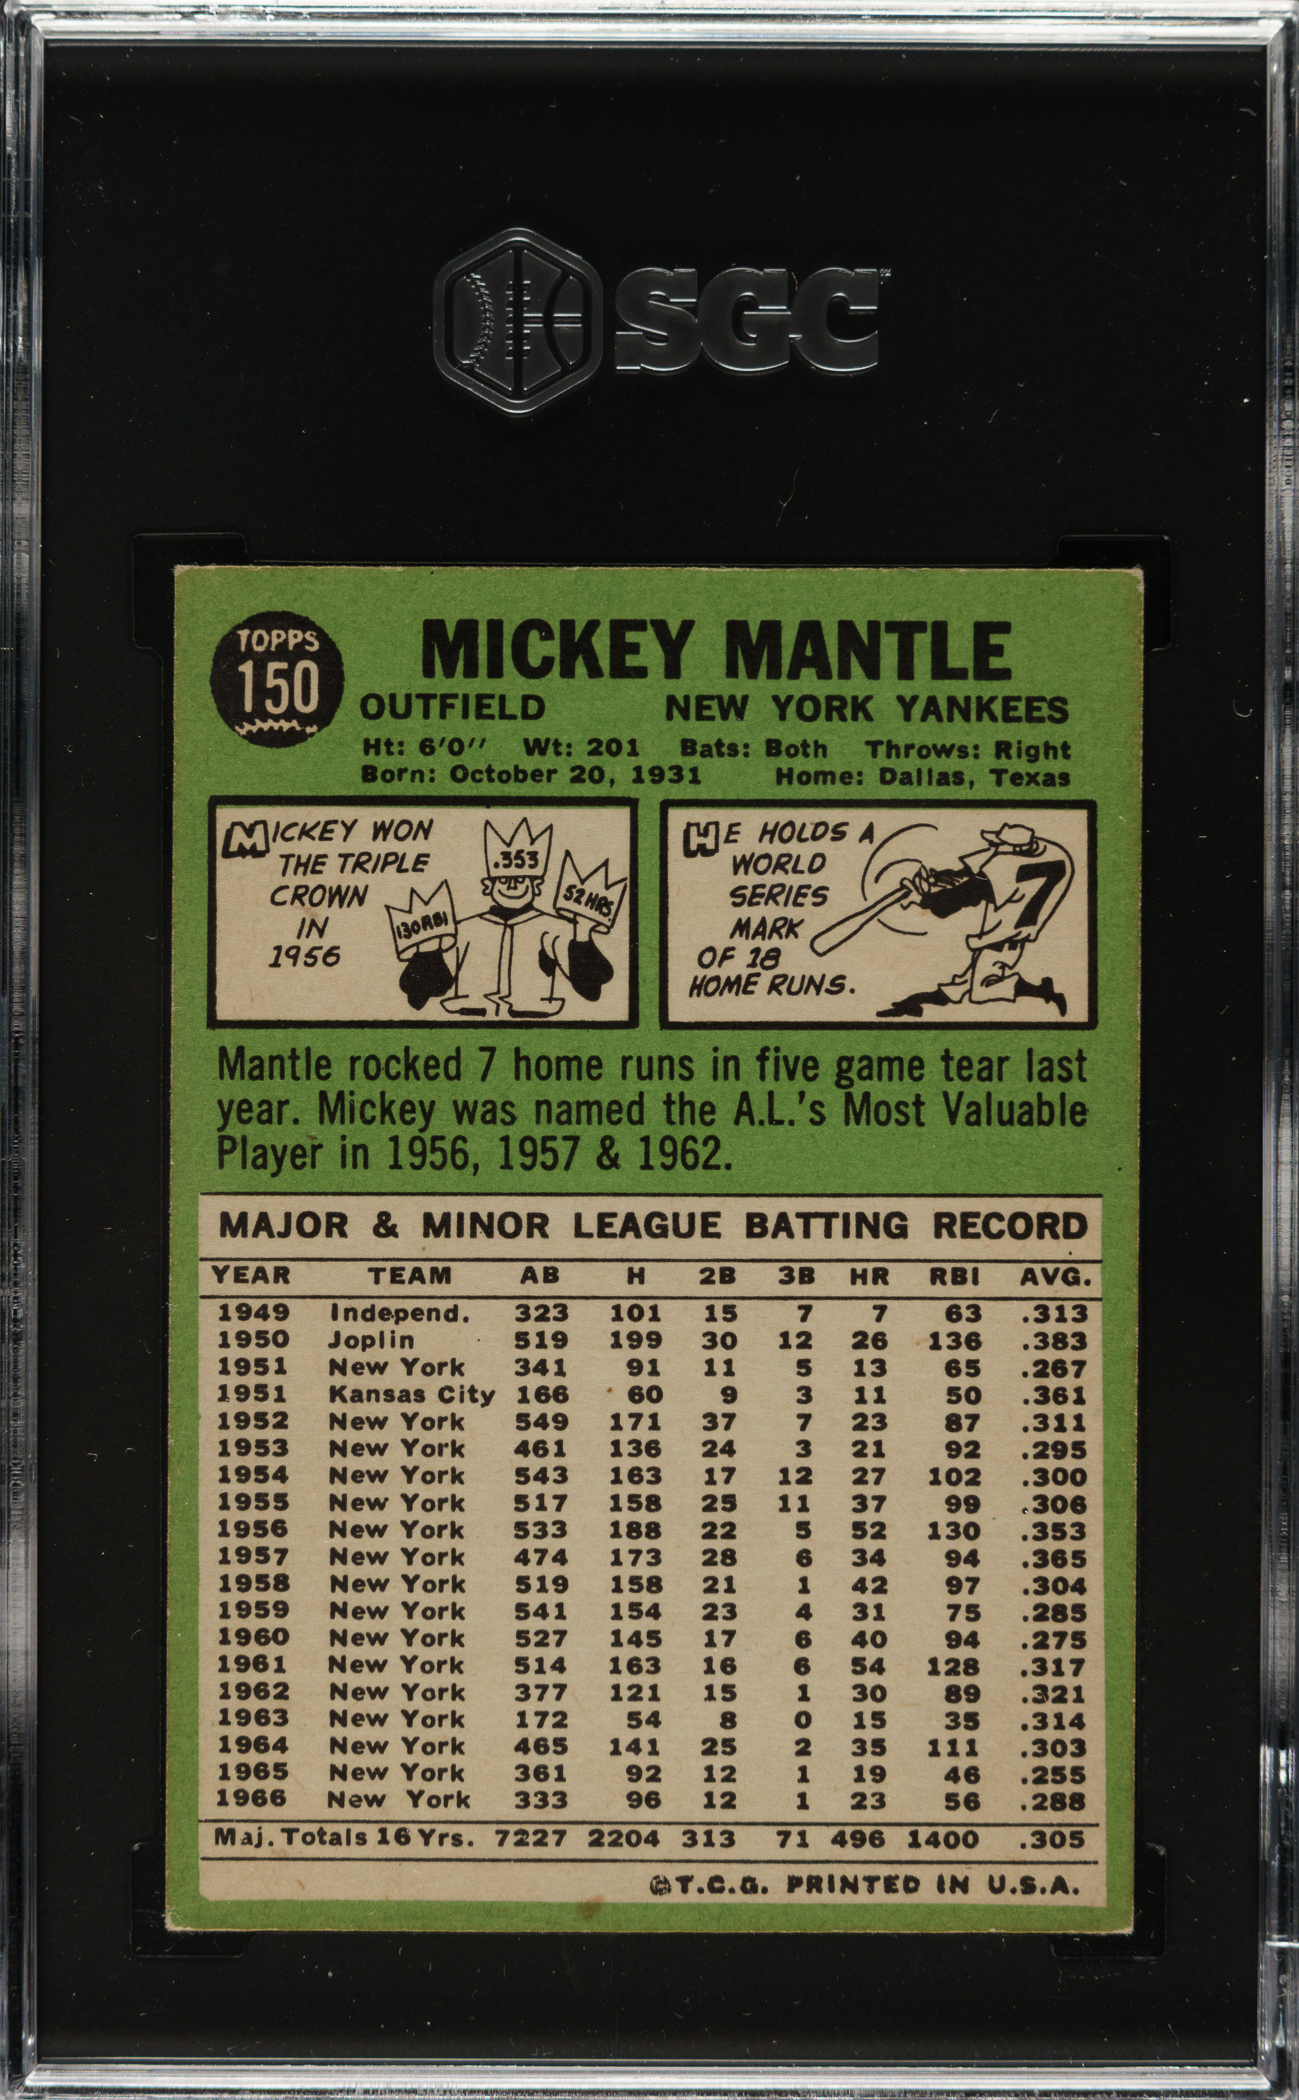 SGC
TOPPS
150
MICKEY MANTLE
OUTFIELD NEW YORK YANKEES
Ht: 6'0'' Wt: 201 Bats: Both Throws: Right
Born: October 20, 1931 Home: Dallas, Texas
MICKEY WON
THE TRIPLE
CROWN
IN
1956
.353
130 RBI
52 HRS.
HE HOLDS A
WORLD
SERIES
MARK
OF 18
HOME RUNS.
7
Mantle rocked 7 home runs in five game tear last
year. Mickey was named the A.L.'s Most Valuable
Player in 1956, 1957 & 1962.
MAJOR & MINOR LEAGUE BATTING RECORD
YEAR TEAM AB H 2B 3B HR RBI AVG.
1949 Independ. 323 101 15 7 7 63 .313
1950 Joplin 519 199 30 12 26 136 .383
1951 New York 341 91 11 5 13 65 .267
1951 Kansas City 166 60 9 3 11 50 .361
1952 New York 549 171 37 7 23 87 .311
1953 New York 461 136 24 3 21 92 .295
1954 New York 543 163 17 12 27 102 .300
1955 New York 517 158 25 11 37 99 .306
1956 New York 533 188 22 5 52 130 .353
1957 New York 474 173 28 6 34 94 .365
1958 New York 519 158 21 1 42 97 .304
1959 New York 541 154 23 4 31 75 .285
1960 New York 527 145 17 6 40 94 .275
1961 New York 514 163 16 6 54 128 .317
1962 New York 377 121 15 1 30 89 .321
1963 New York 172 54 8 0 15 35 .314
1964 New York 465 141 25 2 35 111 .303
1965 New York 361 92 12 1 19 46 .255
1966 New York 333 96 12 1 23 56 .288
Maj. Totals 16 Yrs. 7227 2204 313 71 496 1400 .305
©T.C.G. PRINTED IN U.S.A.